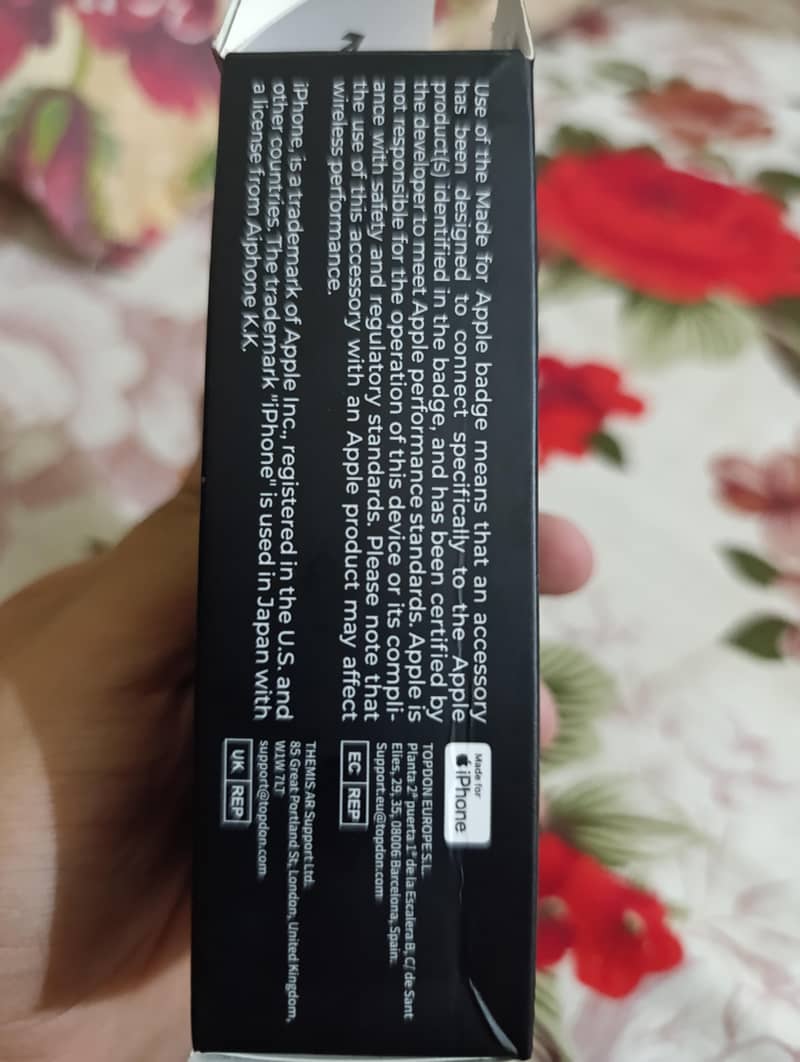 Use of the Made for Apple badge means that an accessory
has been designed to connect specifically to the Apple
product(s) identified in the badge, and has been certified by
the developer to meet Apple performance standards. Apple is
not responsible for the operation of this device or its compli-
ance with safety and regulatory standards. Please note that
the use of this accessory with an Apple product may affect
wireless performance.
iPhone, is a trademark of Apple Inc., registered in the U.S. and
other countries. The trademark "iPhone" is used in Japan with
a license from Aiphone K.K.
Made for
iPhone
TOPDON EUROPE S.L.
Planta 2ª puerta 1ª de la Escalera B, C/ de Sant
Elies, 29, 35, 08006 Barcelona, Spain.
Support.eu@topdon.com
EC REP
THEMIS AR Support Ltd.
85 Great Portland St, London, United Kingdom,
W1W 7LT
support@topdon.com
UK REP